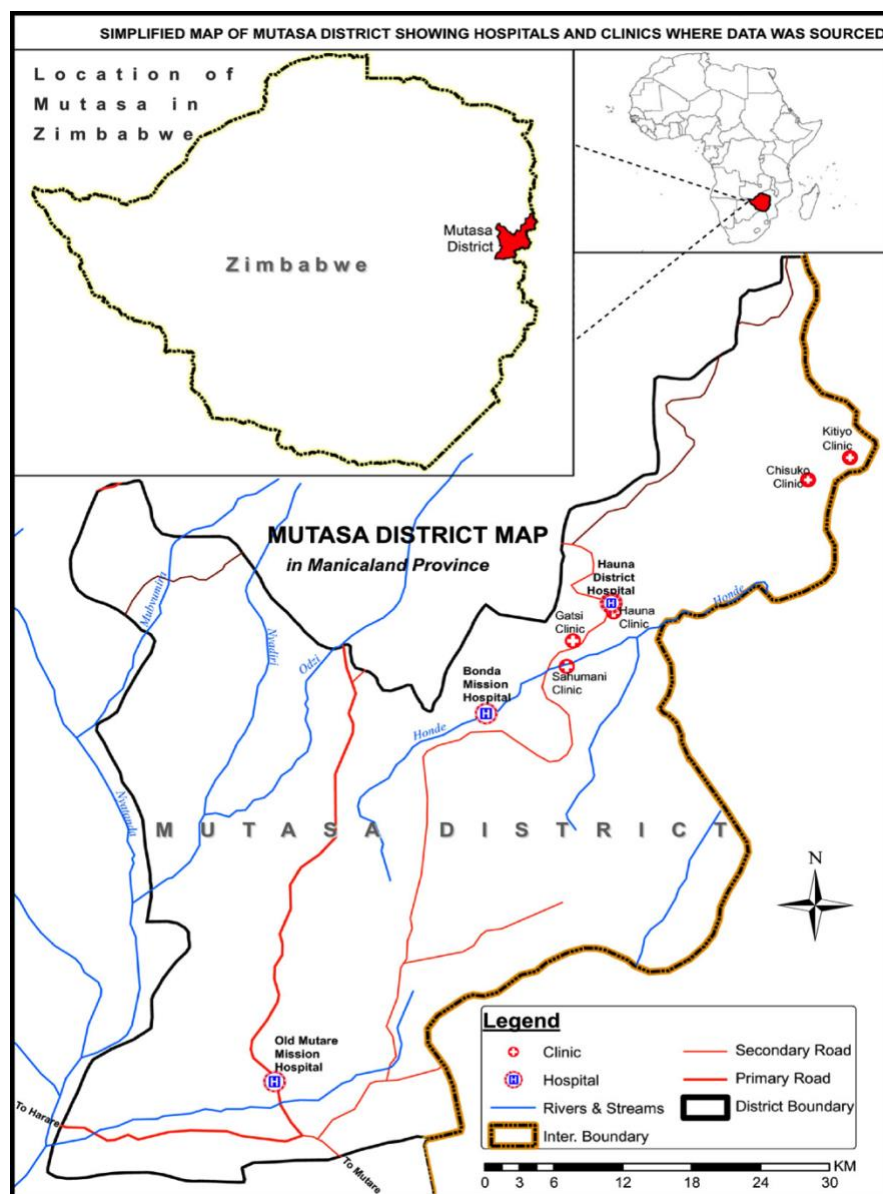 SIMPLIFIED MAP OF MUTASA DISTRICT SHOWING HOSPITALS AND CLINICS WHERE DATA WAS SOURCED
Location of
Mutasa in
Zimbabwe
Mutasa
District
Zimbabwe
Kitiyo
Clinic
Chisuko
Clinic
MUTASA DISTRICT MAP
in Manicaland Province
Hauna
District
Hospital
H
Hauna
Clinic
Honde
Gatsi
Clinic
Sahumani
Clinic
Bonda
Mission
Hospital
H
Honde
Mubvumira
Nyadiri
Odzi
Nyatanda
MUTASA DISTRICT
N
Old Mutare
Mission
Hospital
H
To Harare
To Mutare
Legend
Clinic
Secondary Road
H Hospital
Primary Road
Rivers & Streams
District Boundary
Inter. Boundary
0 3 6 12 18 24 30 KM